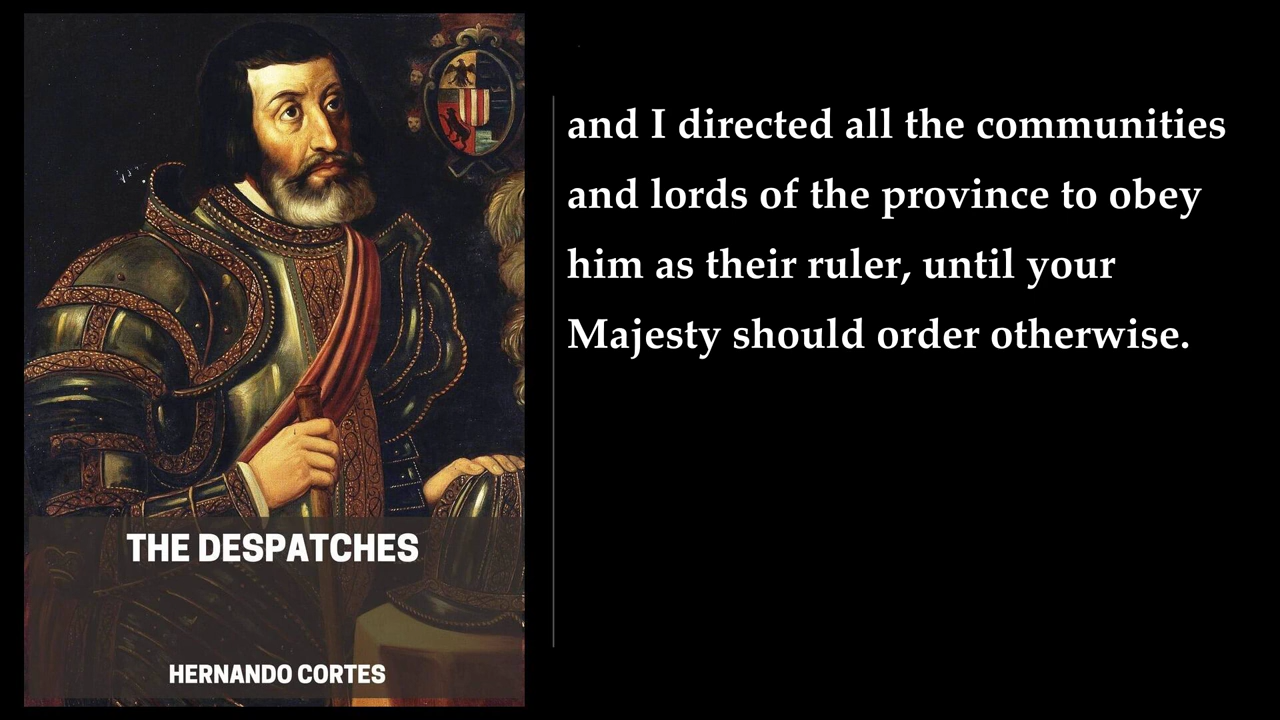 and I directed all the communities
and lords of the province to obey
him as their ruler, until your
Majesty should order otherwise.
THE DESPATCHES
HERNANDO CORTES